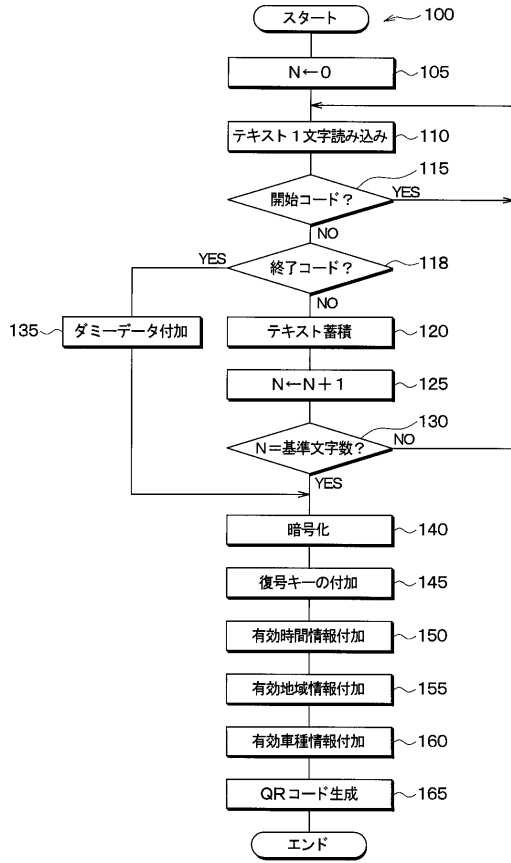 スタート
100
N←0
105
テキスト1文字読み込み
110
115
開始コード?
YES
NO
YES
終了コード?
118
NO
135
ダミーデータ付加
テキスト蓄積
120
N←N+1
125
130
N=基準文字数?
NO
YES
暗号化
140
復号キーの付加
145
有効時間情報付加
150
有効地域情報付加
155
有効車種情報付加
160
QRコード生成
165
エンド